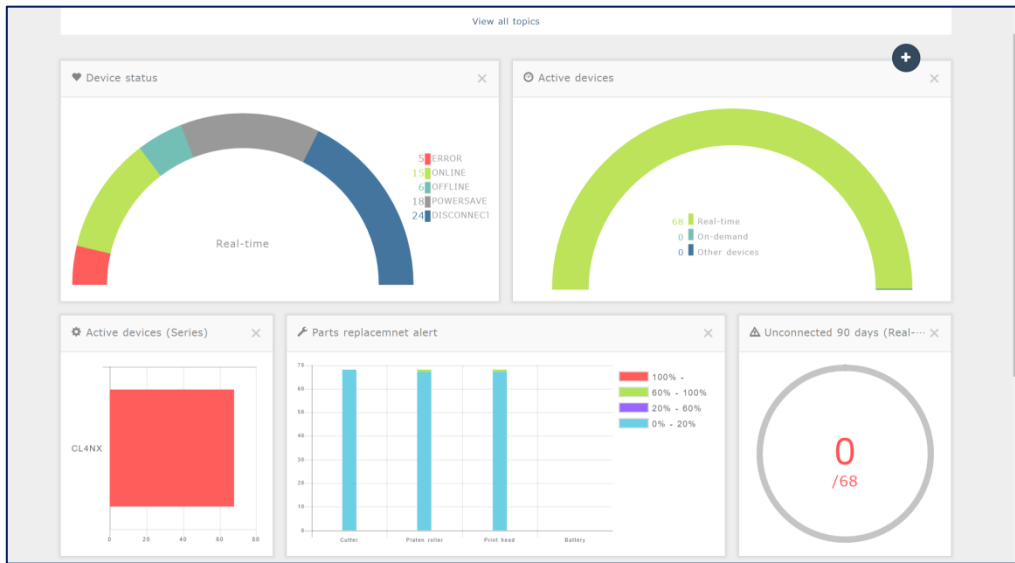 View all topics
Device status
Active devices
5 ERROR
15 ONLINE
6 OFFLINE
18 POWERSAVE
24 DISCONNECT
Real-time
68 Real-time
0 On-demand
0 Other devices
Active devices (Series)
CL4NX
0 20 40 60 80
Parts replacemnet alert
70
60
50
40
30
20
10
0
Cutter Platen roller Print head Battery
100% -
60% - 100%
20% - 60%
0% - 20%
Unconnected 90 days (Real-···
0
/68